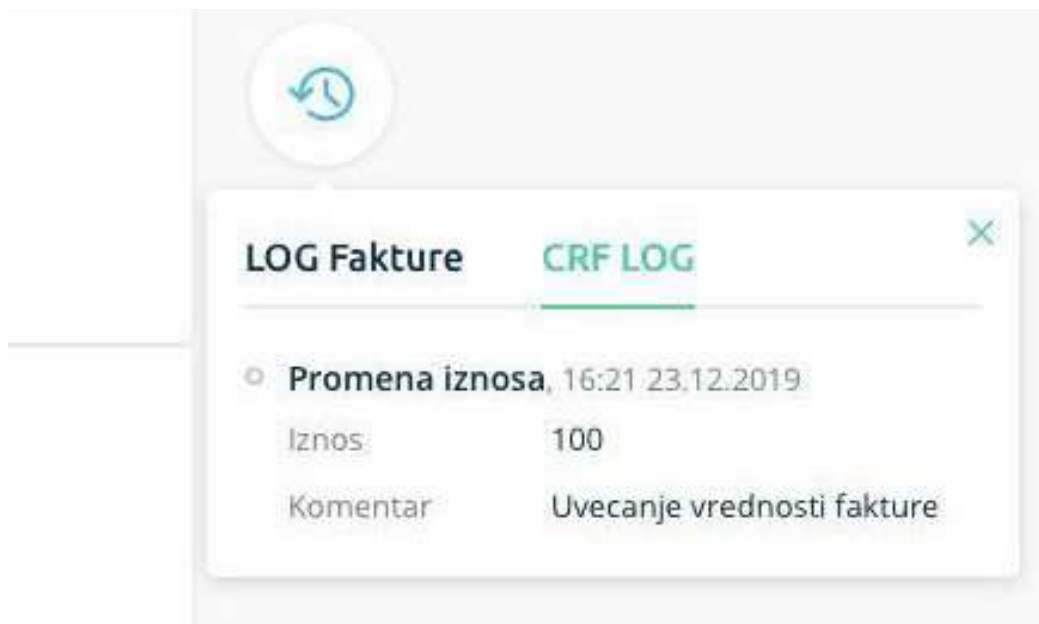 LOG Fakture CRF LOG
Promena iznosa, 16:21 23.12.2019
Iznos 100
Komentar Uvecanje vrednosti fakture